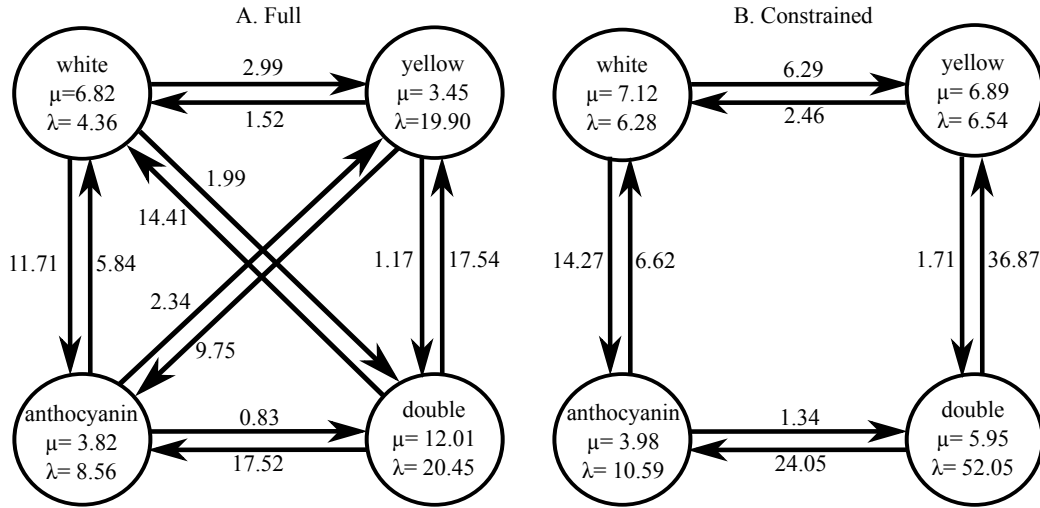 A. Full
B. Constrained
white
μ=6.82
λ= 4.36
2.99
1.52
yellow
μ= 3.45
λ=19.90
1.99
14.41
11.71
5.84
2.34
9.75
1.17
17.54
anthocyanin
μ= 3.82
λ= 8.56
0.83
17.52
double
μ= 12.01
λ= 20.45
white
μ= 7.12
λ= 6.28
6.29
2.46
yellow
μ= 6.89
λ= 6.54
14.27
6.62
1.71
36.87
anthocyanin
μ= 3.98
λ= 10.59
1.34
24.05
double
μ= 5.95
λ= 52.05